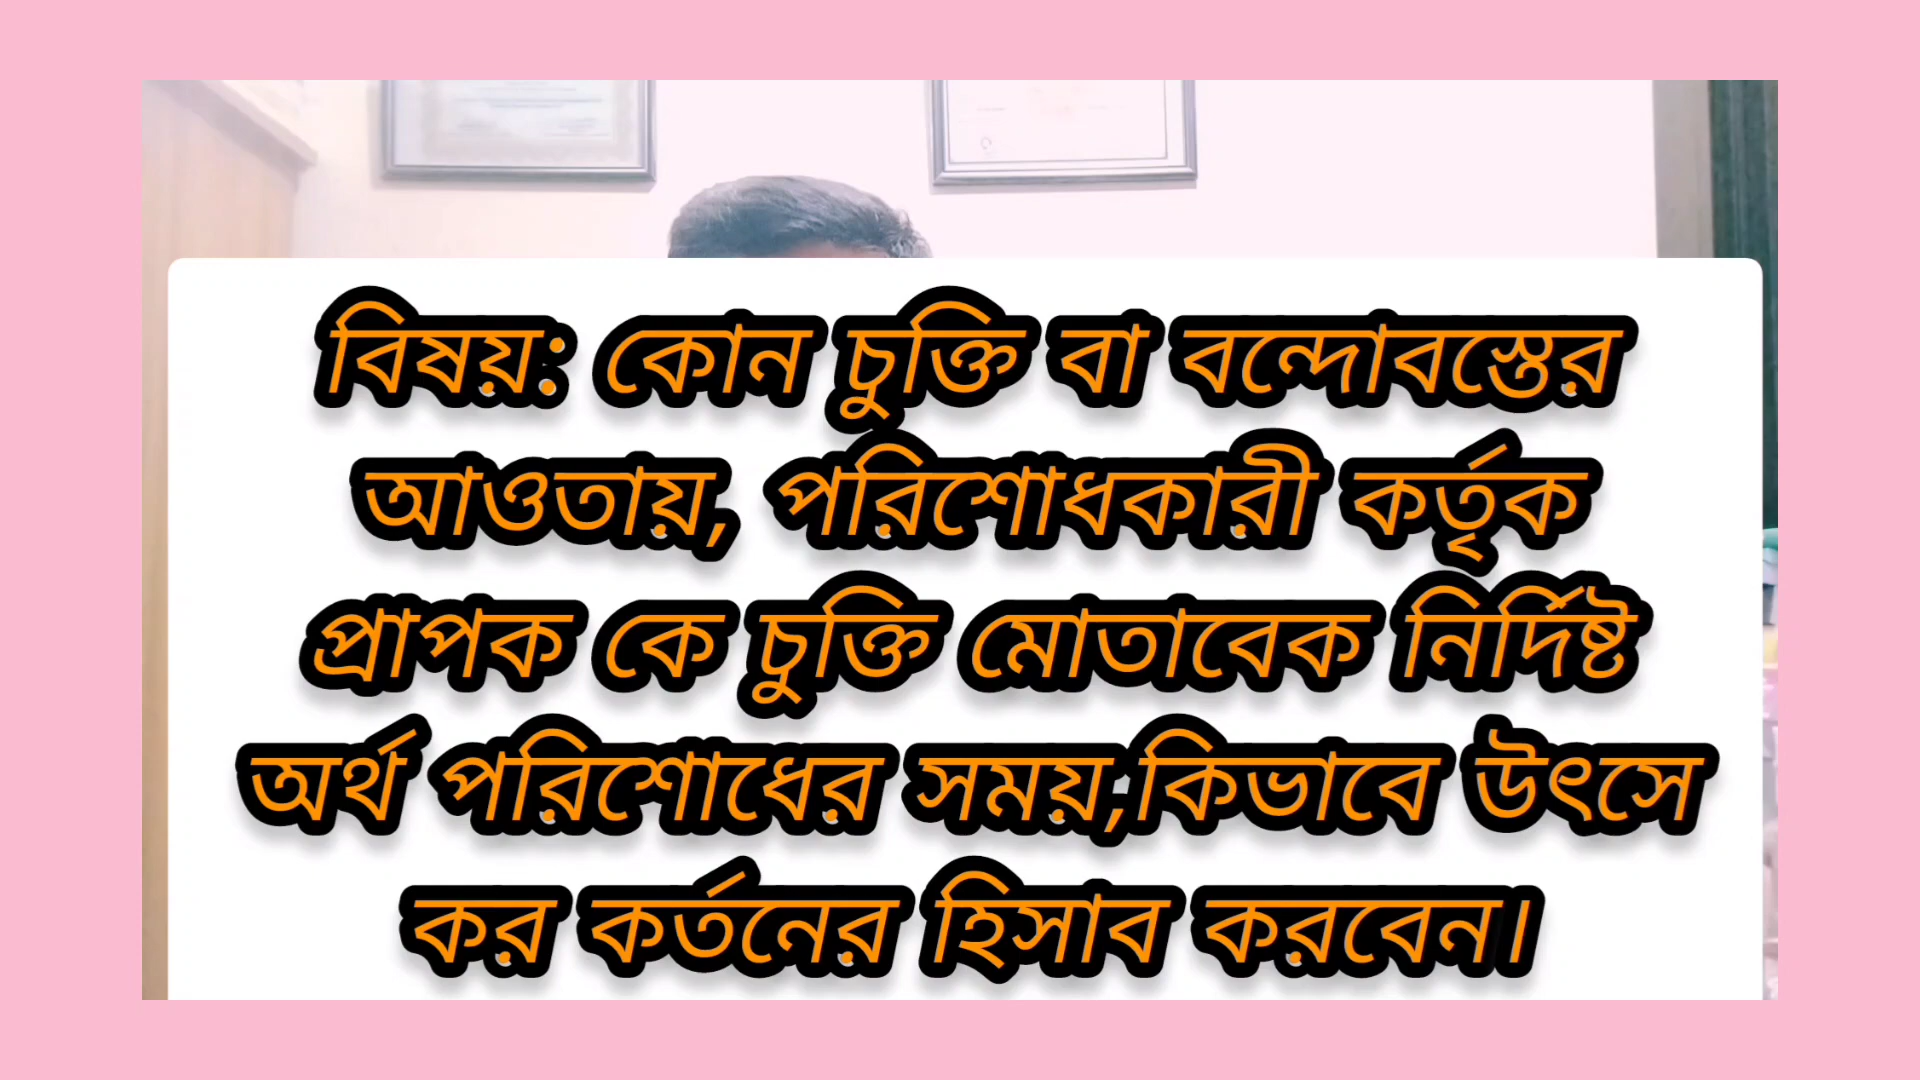 বিষয়: কোন চুক্তি বা বন্দোবস্তের
আওতায়, পরিশোধকারী কর্তৃক
প্রাপক কে চুক্তি মোতাবেক নির্দিষ্ট
অর্থ পরিশোধের সময়;কিভাবে উৎসে
কর কর্তনের হিসাব করবেন।